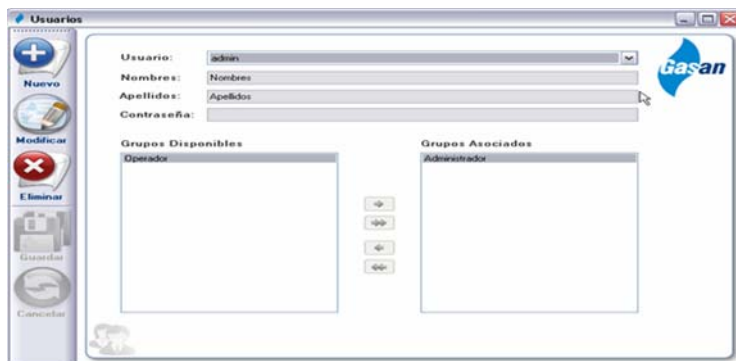 Usuarios
Nuevo
Modificar
Eliminar
Guardar
Cancelar
Usuario: admin
Nombres: Nombres
Apellidos: Apellidos
Contraseña:
Gasan
Grupos Disponibles
Operador
Grupos Asociados
Administrador